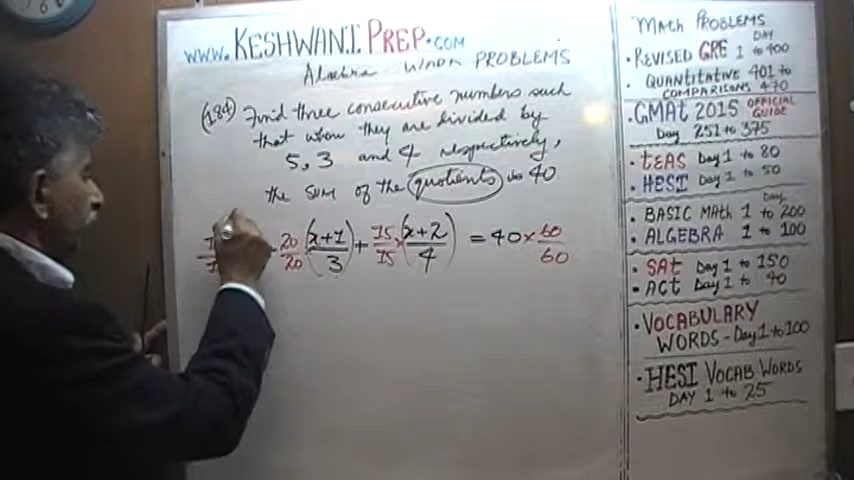 www.KESHWANI PREP.COM
Algebra WORD PROBLEMS
(184) Find three consecutive numbers such
that when they are divided by
5, 3 and 4 respectively,
the sum of the quotients is 40
20/20 (x+1/3) + 15/15 × (x+2/4) = 40 × 60/60
MATH PROBLEMS
DAY
• REVISED GRE 1 to 400
• QUANTITATIVE 401 to
COMPARISONS 470
• GMAT 2015 OFFICIAL GUIDE
Day 251 to 375
• tEAS Day 1 to 80
• HESI Day 1 to 50
Day
• BASIC MATH 1 to 200
• ALGEBRA 1 to 100
• SAt Day 1 to 150
• ACt Day 1 to 40
• VOCABULARY
WORDS - Day 1 to 100
• HESI VOCAB WORDS
DAY 1 to 25